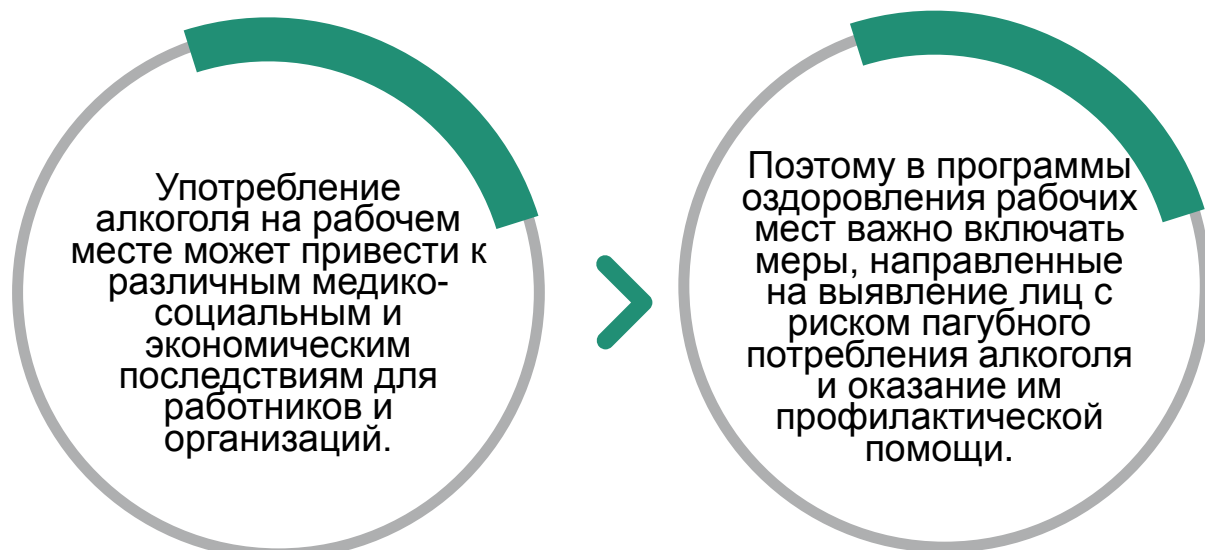 Употребление
алкоголя на рабочем
месте может привести к
различным медико-
социальным и
экономическим
последствиям для
работников и
организаций.
Поэтому в программы
оздоровления рабочих
мест важно включать
меры, направленные
на выявление лиц с
риском пагубного
потребления алкоголя
и оказание им
профилактической
помощи.